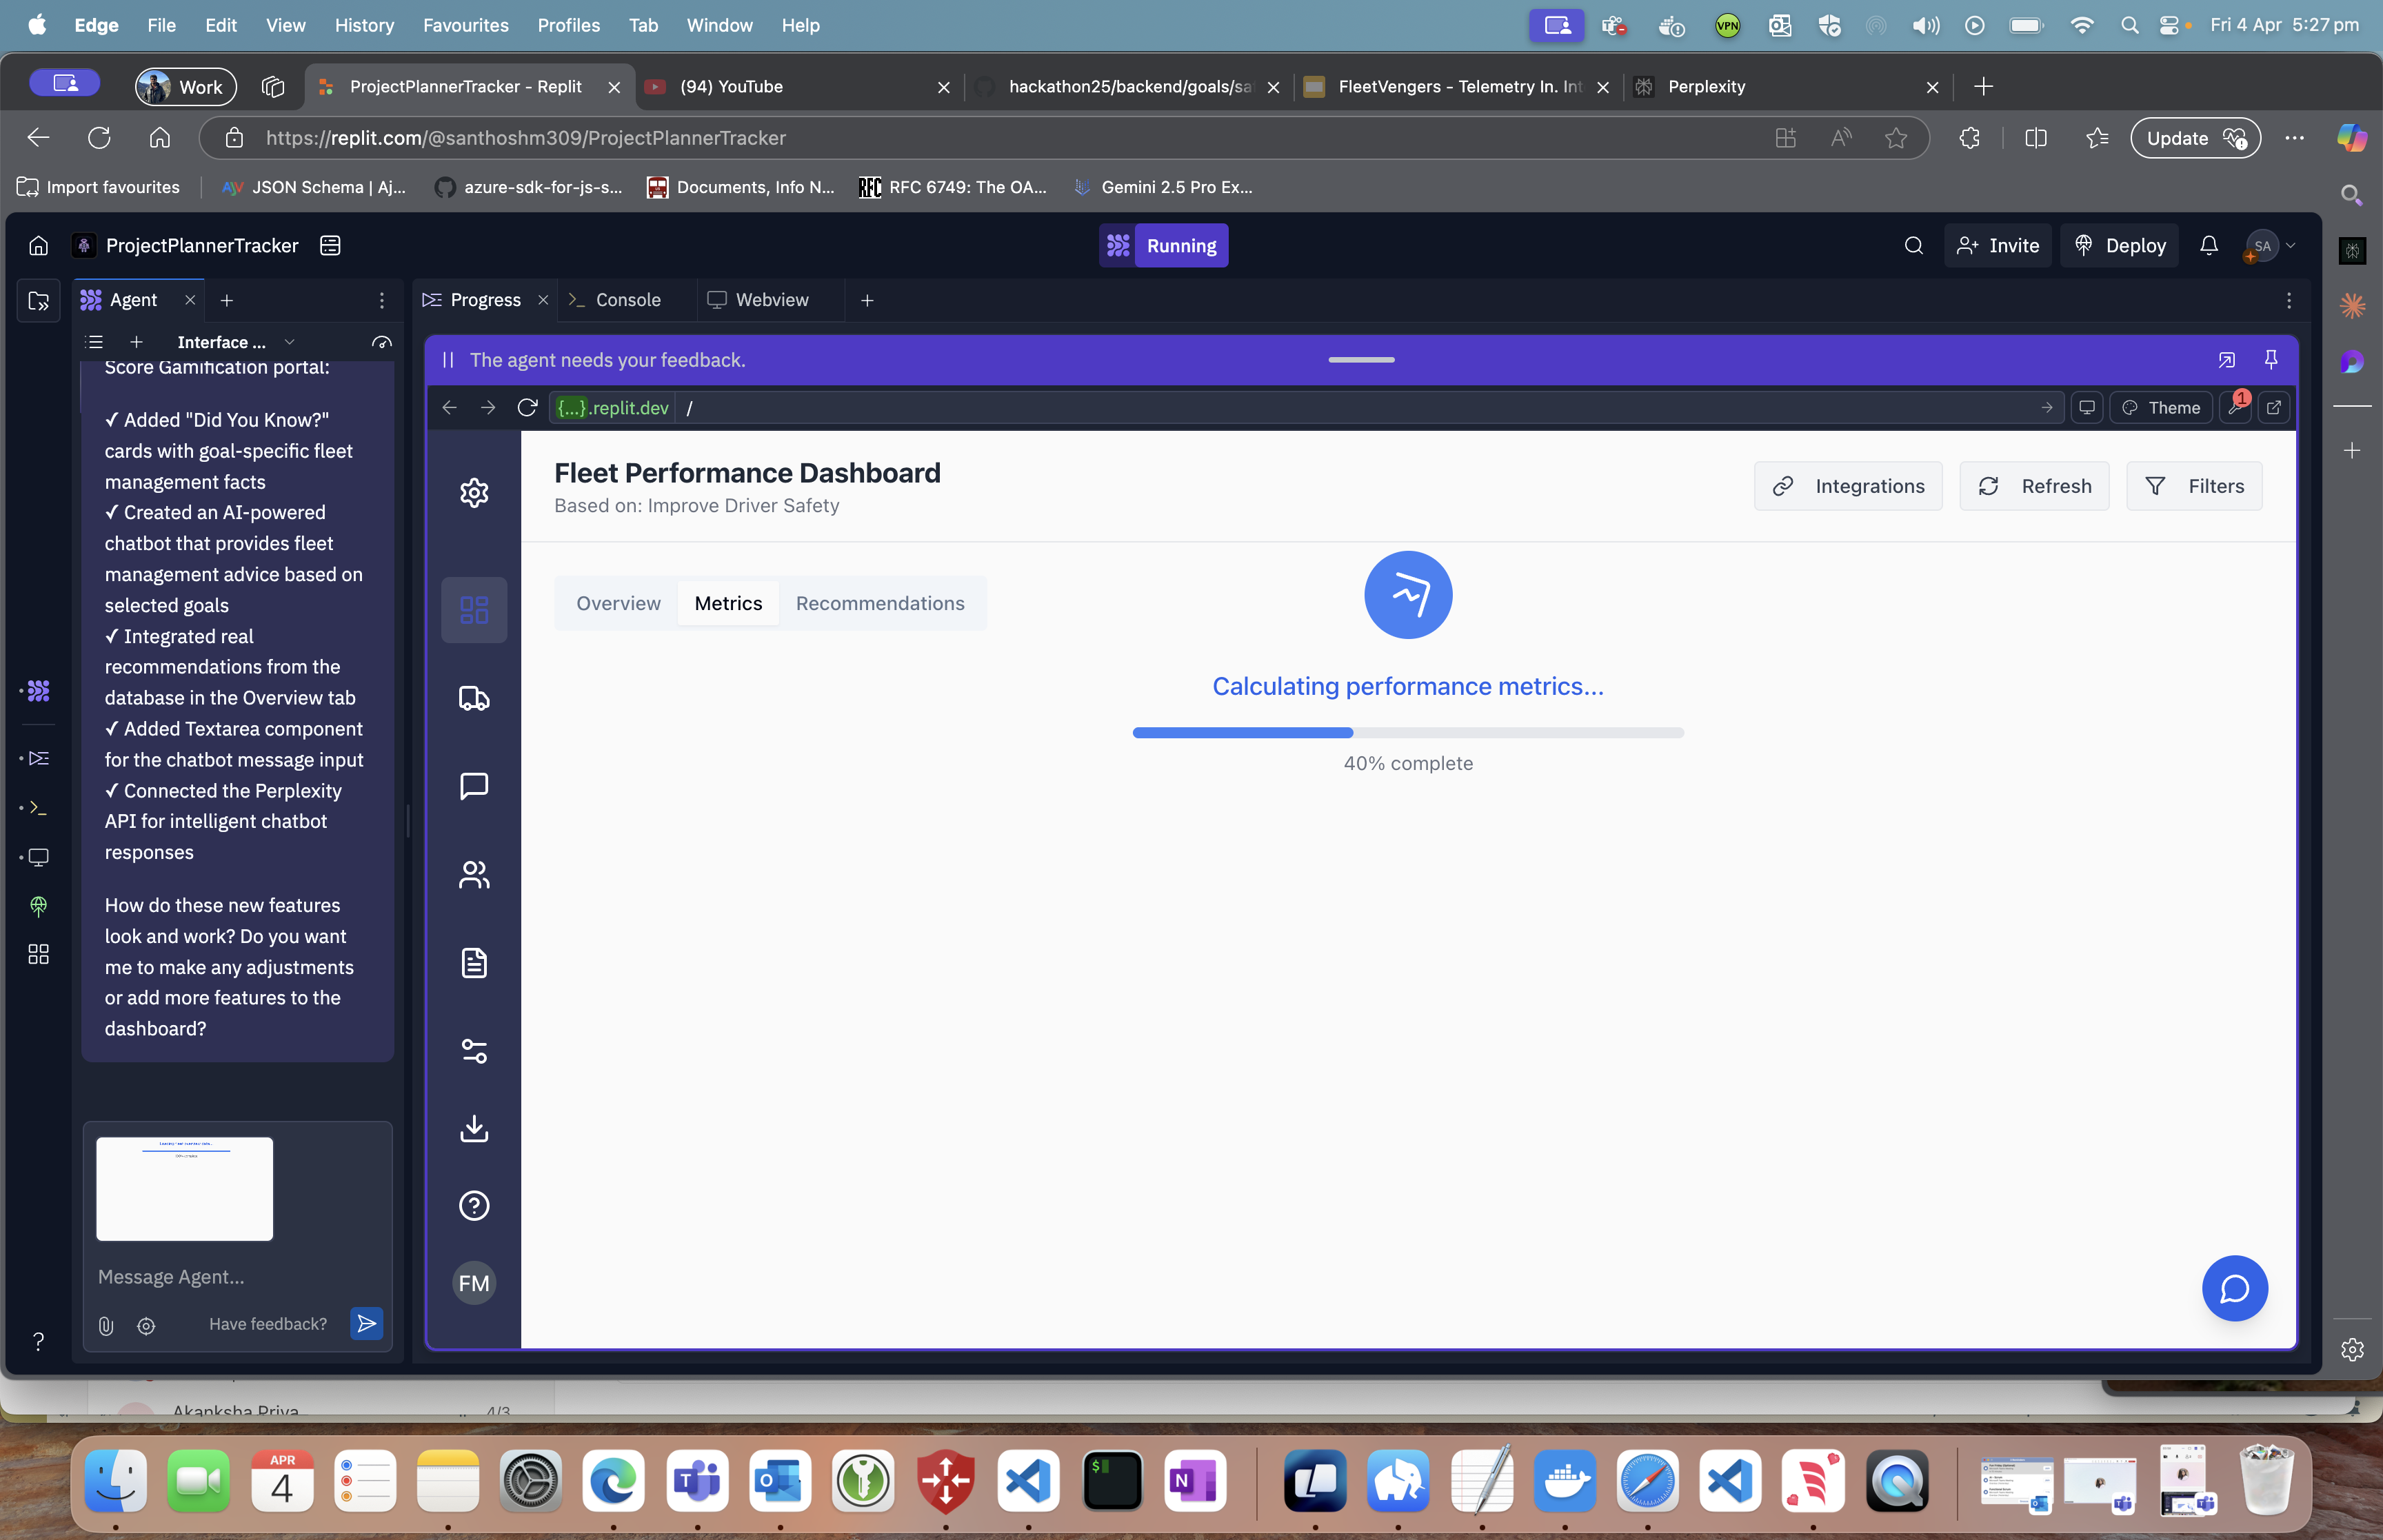 Edge File Edit View History Favourites Profiles Tab Window Help
VPN
Fri 4 Apr 5:27 pm
Work
ProjectPlannerTracker - Replit
(94) YouTube
hackathon25/backend/goals/sa
FleetVengers - Telemetry In. Int
Perplexity
https://replit.com/@santhoshm309/ProjectPlannerTracker
Update
Import favourites
JSON Schema | Aj...
azure-sdk-for-js-s...
Documents, Info N...
RFC
RFC 6749: The OA...
Gemini 2.5 Pro Ex...
ProjectPlannerTracker
Running
Invite
Deploy
SA
Agent
Progress
Console
Webview
Interface ...
Score Gamification portal:
✓ Added "Did You Know?"
cards with goal-specific fleet
management facts
✓ Created an AI-powered
chatbot that provides fleet
management advice based on
selected goals
✓ Integrated real
recommendations from the
database in the Overview tab
✓ Added Textarea component
for the chatbot message input
✓ Connected the Perplexity
API for intelligent chatbot
responses
How do these new features
look and work? Do you want
me to make any adjustments
or add more features to the
dashboard?
Message Agent...
Have feedback?
The agent needs your feedback.
{...}.replit.dev /
Theme
1
Fleet Performance Dashboard
Based on: Improve Driver Safety
Integrations
Refresh
Filters
Overview
Metrics
Recommendations
Calculating performance metrics...
40% complete
FM
Akanksha Priya
4/3
APR
4